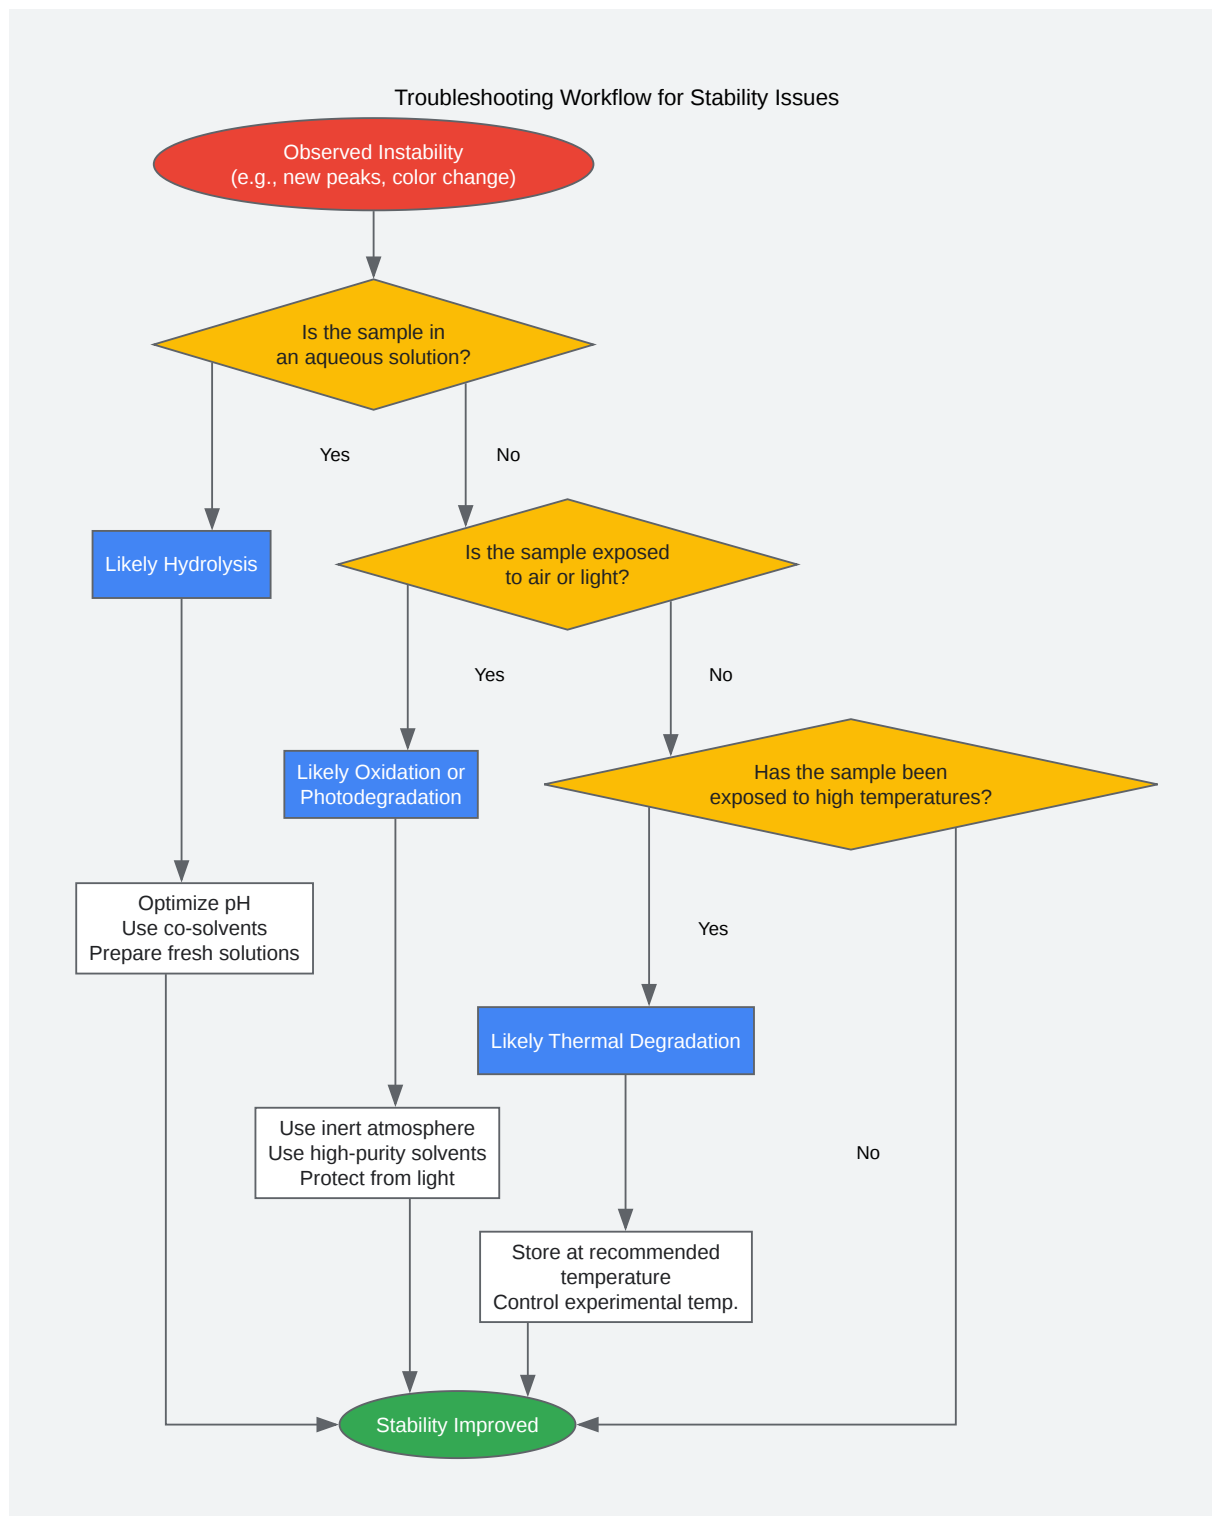 Troubleshooting Workflow for Stability Issues
Observed Instability
(e.g., new peaks, color change)
Is the sample in
an aqueous solution?
Yes
No
Likely Hydrolysis
Is the sample exposed
to air or light?
Yes
No
Likely Oxidation or
Photodegradation
Has the sample been
exposed to high temperatures?
Optimize pH
Use co-solvents
Prepare fresh solutions
Yes
Likely Thermal Degradation
Use inert atmosphere
Use high-purity solvents
Protect from light
No
Store at recommended
temperature
Control experimental temp.
Stability Improved